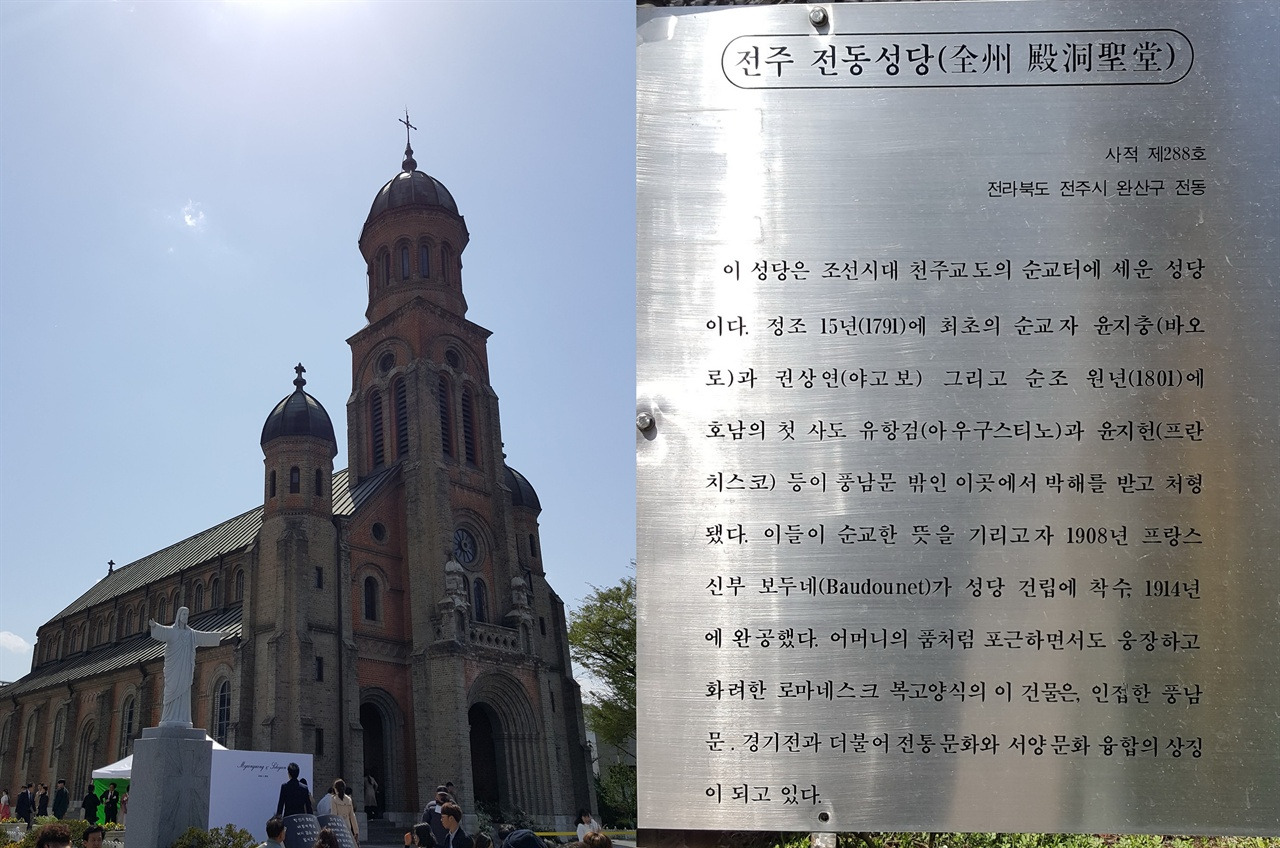 전주 전동성당(全州 殿洞聖堂)
사적 제288호
전라북도 전주시 완산구 전동
이 성당은 조선시대 천주교도의 순교터에 세운 성당
이다. 정조 15년(1791)에 최초의 순교자 윤지충(바오
로)과 권상연(야고보) 그리고 순조 원년(1801)에
호남의 첫 사도 유항검(아우구스티노)과 윤지헌(프란
치스코) 등이 풍남문 밖인 이곳에서 박해를 받고 처형
됐다. 이들이 순교한 뜻을 기리고자 1908년 프랑스
신부 보두네(Baudounet)가 성당 건립에 착수, 1914년
에 완공했다. 어머니의 품처럼 포근하면서도 웅장하고
화려한 로마네스크 복고양식의 이 건물은, 인접한 풍남
문. 경기전과 더불어 전통문화와 서양문화 융합의 상징
이 되고 있다.